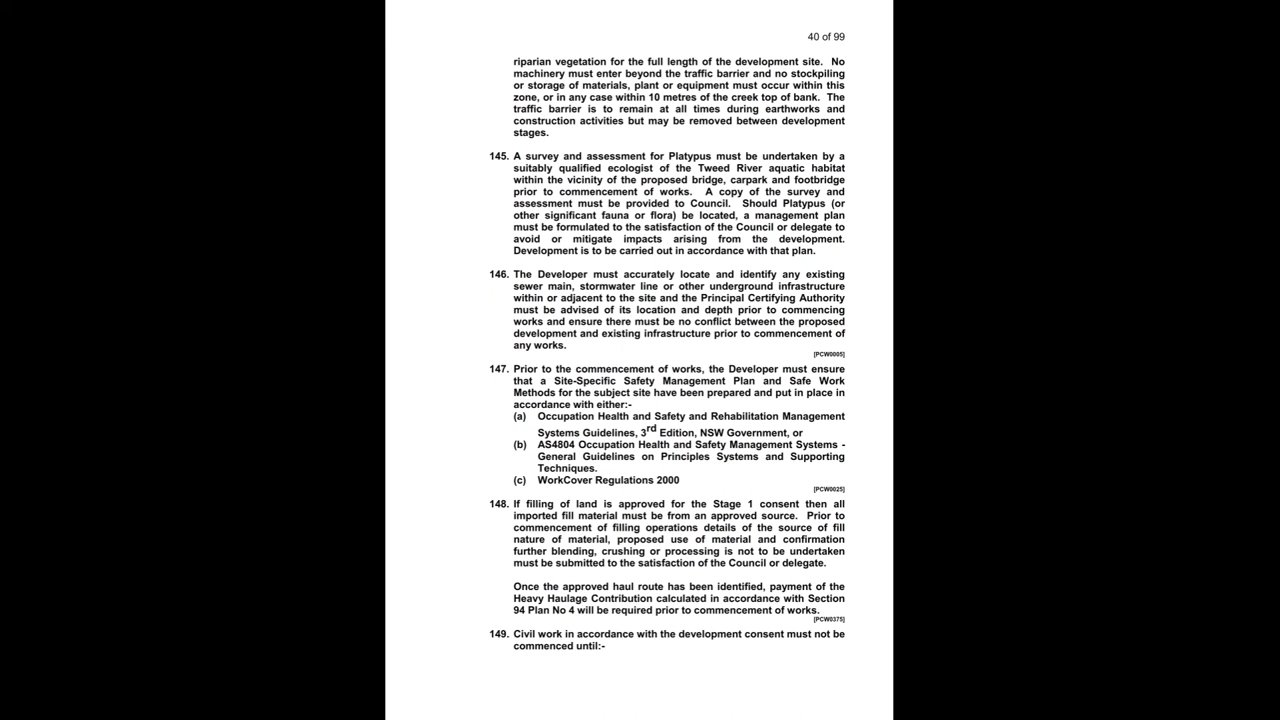 40 of 99
riparian vegetation for the full length of the development site. No
machinery must enter beyond the traffic barrier and no stockpiling
or storage of materials, plant or equipment must occur within this
zone, or in any case within 10 metres of the creek top of bank. The
traffic barrier is to remain at all times during earthworks and
construction activities but may be removed between development
stages.
145. A survey and assessment for Platypus must be undertaken by a
suitably qualified ecologist of the Tweed River aquatic habitat
within the vicinity of the proposed bridge, carpark and footbridge
prior to commencement of works. A copy of the survey and
assessment must be provided to Council. Should Platypus (or
other significant fauna or flora) be located, a management plan
must be formulated to the satisfaction of the Council or delegate to
avoid or mitigate impacts arising from the development.
Development is to be carried out in accordance with that plan.
146. The Developer must accurately locate and identify any existing
sewer main, stormwater line or other underground infrastructure
within or adjacent to the site and the Principal Certifying Authority
must be advised of its location and depth prior to commencing
works and ensure there must be no conflict between the proposed
development and existing infrastructure prior to commencement of
any works.
[PCW0005]
147. Prior to the commencement of works, the Developer must ensure
that a Site-Specific Safety Management Plan and Safe Work
Methods for the subject site have been prepared and put in place in
accordance with either:-
(a) Occupation Health and Safety and Rehabilitation Management
Systems Guidelines, 3rd Edition, NSW Government, or
(b) AS4804 Occupation Health and Safety Management Systems -
General Guidelines on Principles Systems and Supporting
Techniques.
(c) WorkCover Regulations 2000
[PCW0025]
148. If filling of land is approved for the Stage 1 consent then all
imported fill material must be from an approved source. Prior to
commencement of filling operations details of the source of fill
nature of material, proposed use of material and confirmation
further blending, crushing or processing is not to be undertaken
must be submitted to the satisfaction of the Council or delegate.
Once the approved haul route has been identified, payment of the
Heavy Haulage Contribution calculated in accordance with Section
94 Plan No 4 will be required prior to commencement of works.
[PCW0375]
149. Civil work in accordance with the development consent must not be
commenced until:-